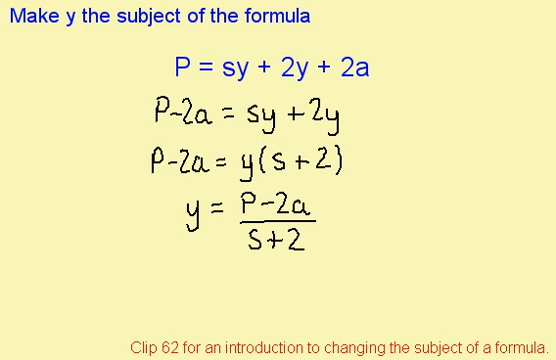 Make y the subject of the formula
P = sy + 2y + 2a
P-2a = sy + 2y
P-2a = y(s+2)
y = P-2a
s+2
Clip 62 for an introduction to changing the subject of a formula.